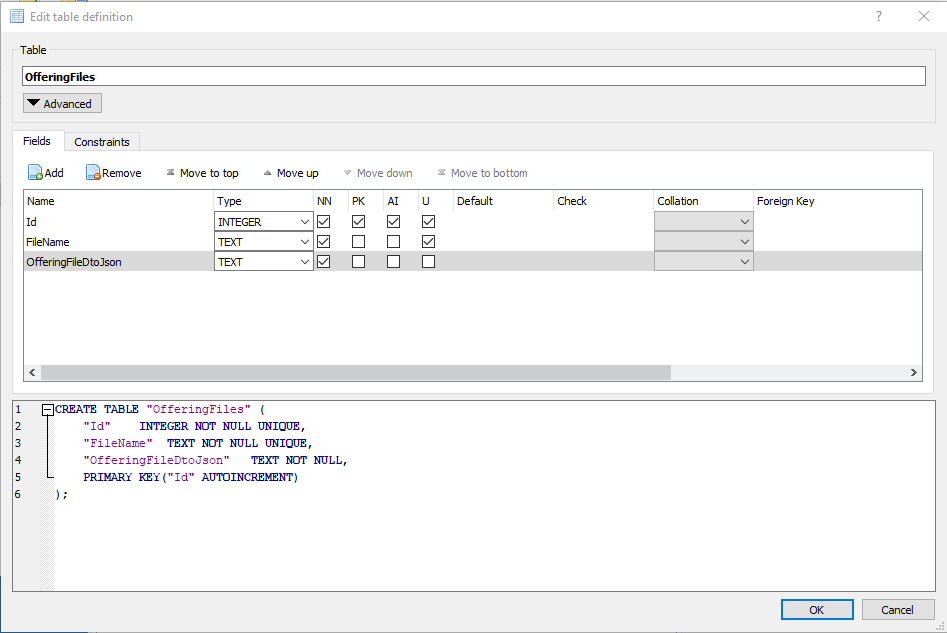 Edit table definition ?
Table
OfferingFiles
Advanced
Fields Constraints
Add Remove Move to top Move up Move down Move to bottom
Name Type NN PK AI U Default Check Collation Foreign Key
Id INTEGER
FileName TEXT
OfferingFileDtoJson TEXT
1 CREATE TABLE "OfferingFiles" (
2 "Id" INTEGER NOT NULL UNIQUE,
3 "FileName" TEXT NOT NULL UNIQUE,
4 "OfferingFileDtoJson" TEXT NOT NULL,
5 PRIMARY KEY("Id" AUTOINCREMENT)
6 );
OK Cancel